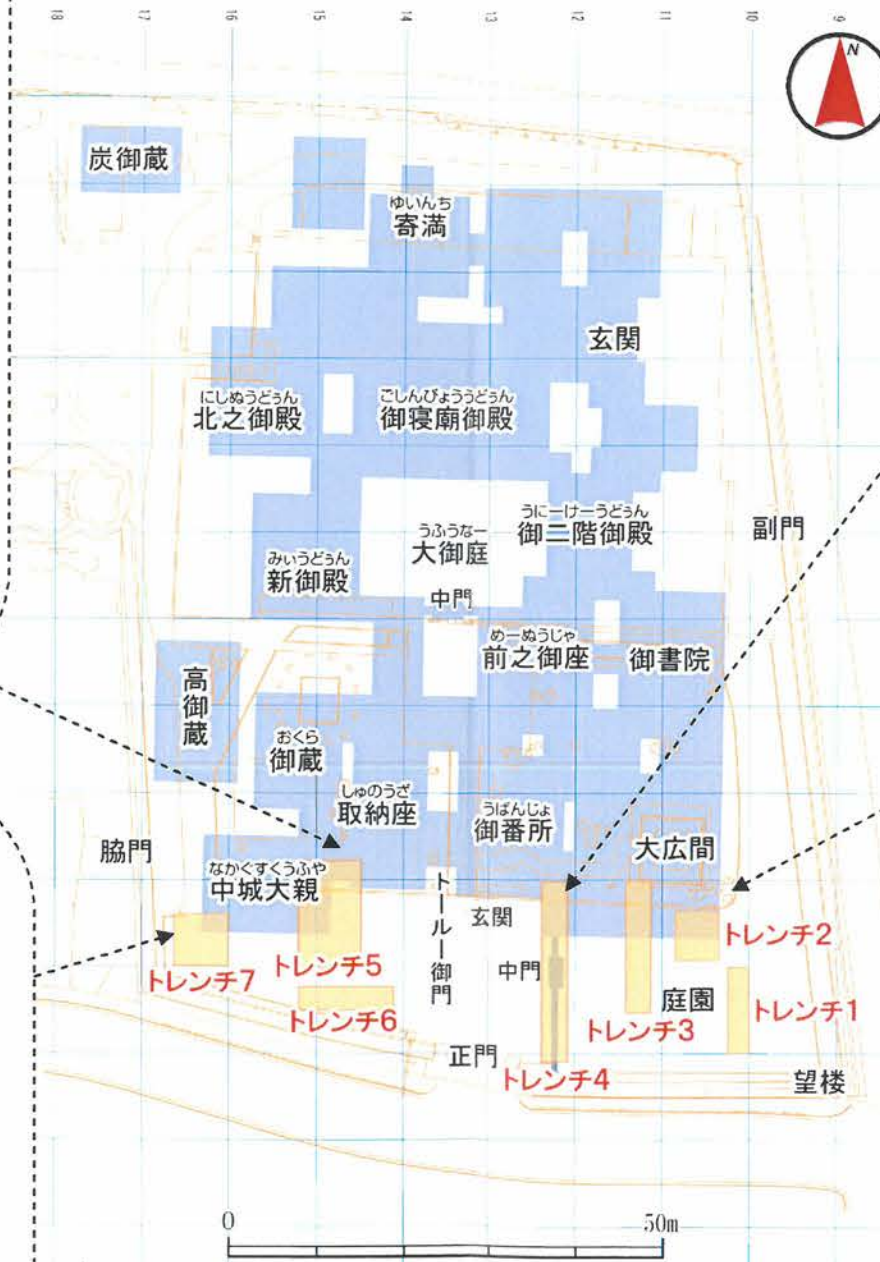 18 17 16 15 14 13 12 11 10 9
N
炭御蔵
ゆいんち
寄満
玄関
にしぬうどぅん
北之御殿
ごしんびょううどぅん
御寝廟御殿
うにーけーうどぅん
御二階御殿
副門
うふうなー
大御庭
みいうどぅん
新御殿
中門
めーぬうじゃ
前之御座
御書院
高御蔵
おくら
御蔵
しゅのうざ
取納座
うばんじょ
御番所
大広間
脇門
なかぐすくうふや
中城大親
トールー御門
玄関
中門
トレンチ2
トレンチ7
トレンチ5
トレンチ6
庭園
トレンチ1
トレンチ3
正門
トレンチ4
望楼
0 50m